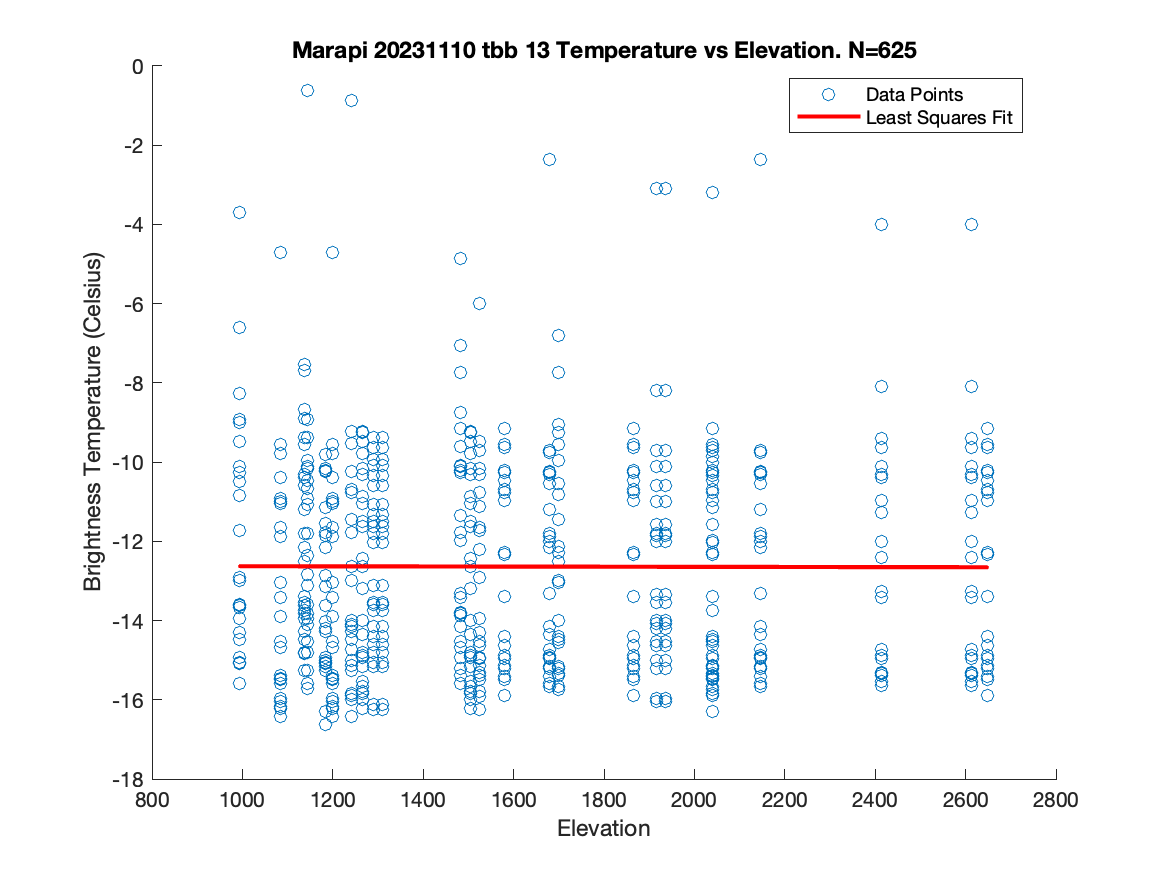 Marapi 20231110 tbb 13 Temperature vs Elevation. N=625
Data Points
Least Squares Fit
0
-2
-4
-6
-8
-10
-12
-14
-16
-18
Brightness Temperature (Celsius)
800 1000 1200 1400 1600 1800 2000 2200 2400 2600 2800
Elevation